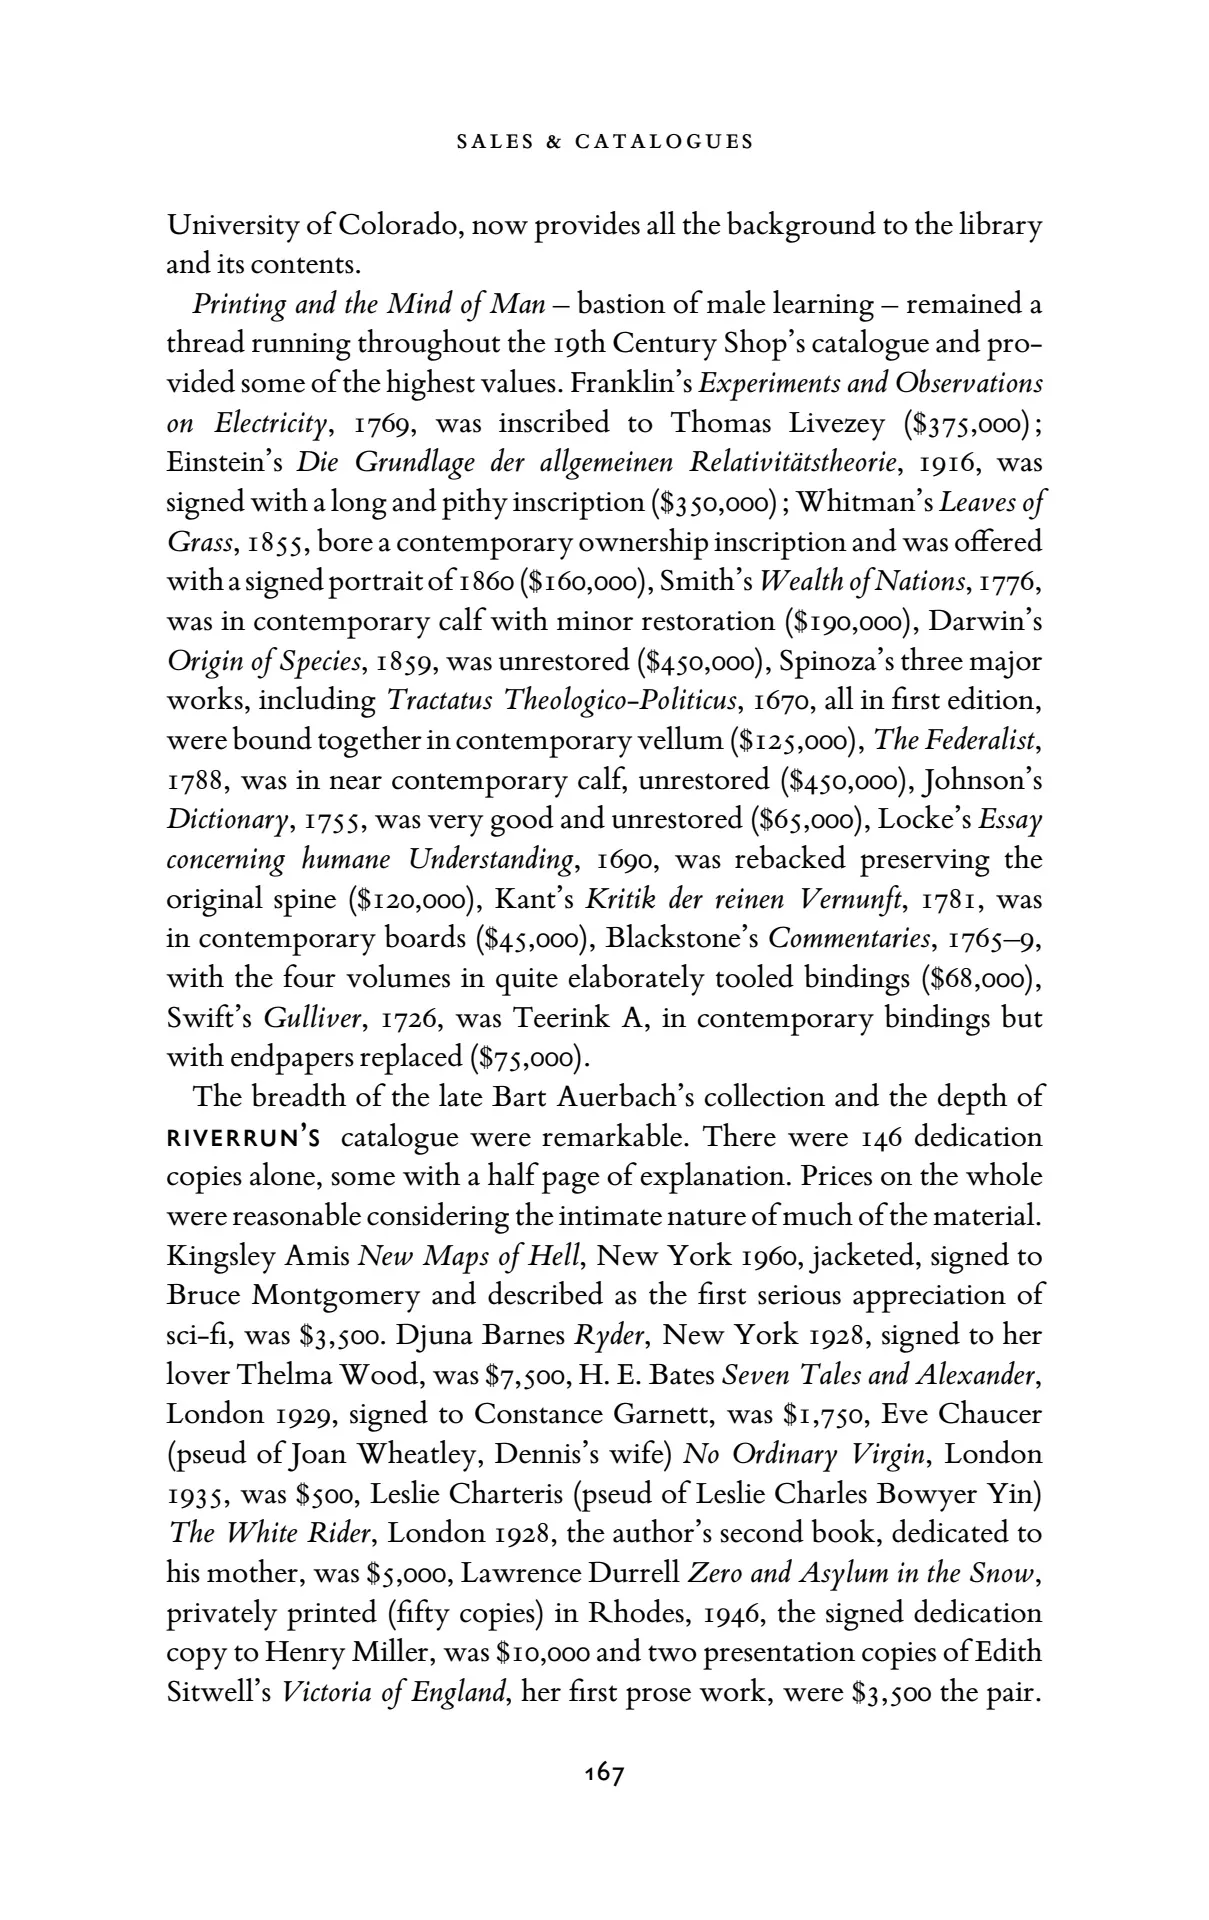 SALES & CATALOGUES
University of Colorado, now provides all the background to the library
and its contents.
Printing and the Mind of Man – bastion of male learning – remained a
thread running throughout the 19th Century Shop’s catalogue and pro-
vided some of the highest values. Franklin’s Experiments and Observations
on Electricity, 1769, was inscribed to Thomas Livezey ($375,000);
Einstein’s Die Grundlage der allgemeinen Relativitätstheorie, 1916, was
signed with a long and pithy inscription ($350,000); Whitman’s Leaves of
Grass, 1855, bore a contemporary ownership inscription and was offered
with a signed portrait of 1860 ($160,000), Smith’s Wealth of Nations, 1776,
was in contemporary calf with minor restoration ($190,000), Darwin’s
Origin of Species, 1859, was unrestored ($450,000), Spinoza’s three major
works, including Tractatus Theologico-Politicus, 1670, all in first edition,
were bound together in contemporary vellum ($125,000), The Federalist,
1788, was in near contemporary calf, unrestored ($450,000), Johnson’s
Dictionary, 1755, was very good and unrestored ($65,000), Locke’s Essay
concerning humane Understanding, 1690, was rebacked preserving the
original spine ($120,000), Kant’s Kritik der reinen Vernunft, 1781, was
in contemporary boards ($45,000), Blackstone’s Commentaries, 1765–9,
with the four volumes in quite elaborately tooled bindings ($68,000),
Swift’s Gulliver, 1726, was Teerink A, in contemporary bindings but
with endpapers replaced ($75,000).
The breadth of the late Bart Auerbach’s collection and the depth of
RIVERRUN’S catalogue were remarkable. There were 146 dedication
copies alone, some with a half page of explanation. Prices on the whole
were reasonable considering the intimate nature of much of the material.
Kingsley Amis New Maps of Hell, New York 1960, jacketed, signed to
Bruce Montgomery and described as the first serious appreciation of
sci-fi, was $3,500. Djuna Barnes Ryder, New York 1928, signed to her
lover Thelma Wood, was $7,500, H. E. Bates Seven Tales and Alexander,
London 1929, signed to Constance Garnett, was $1,750, Eve Chaucer
(pseud of Joan Wheatley, Dennis’s wife) No Ordinary Virgin, London
1935, was $500, Leslie Charteris (pseud of Leslie Charles Bowyer Yin)
The White Rider, London 1928, the author’s second book, dedicated to
his mother, was $5,000, Lawrence Durrell Zero and Asylum in the Snow,
privately printed (fifty copies) in Rhodes, 1946, the signed dedication
copy to Henry Miller, was $10,000 and two presentation copies of Edith
Sitwell’s Victoria of England, her first prose work, were $3,500 the pair.
167